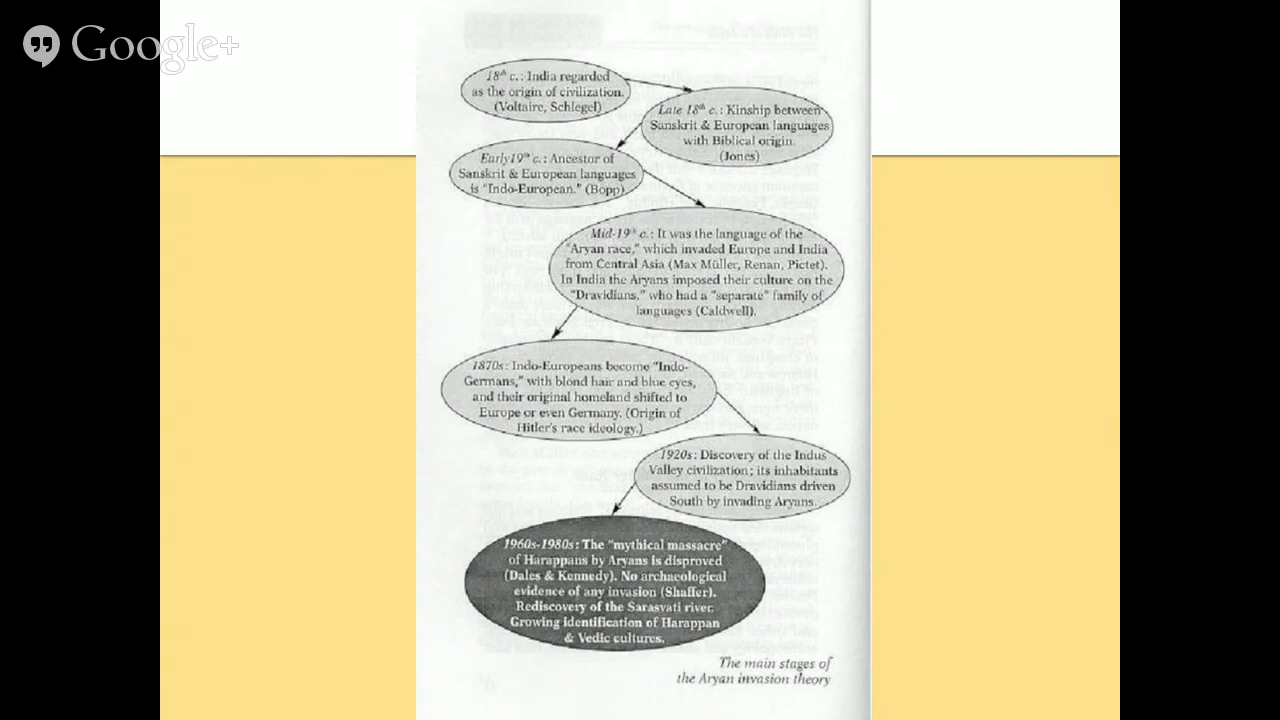 Google+
18th c.: India regarded
as the origin of civilization.
(Voltaire, Schlegel)
Late 18th c.: Kinship between
Sanskrit & European languages
with Biblical origin.
(Jones)
Early 19th c.: Ancestor of
Sanskrit & European languages
is "Indo-European." (Bopp)
Mid-19th c.: It was the language of the
"Aryan race," which invaded Europe and India
from Central Asia (Max Müller, Renan, Pictet).
In India the Aryans imposed their culture on the
"Dravidians," who had a "separate" family of
languages (Caldwell).
1870s: Indo-Europeans become "Indo-
Germans," with blond hair and blue eyes,
and their original homeland shifted to
Europe or even Germany. (Origin of
Hitler's race ideology.)
1920s: Discovery of the Indus
Valley civilization; its inhabitants
assumed to be Dravidians driven
South by invading Aryans.
1960s-1980s: The "mythical massacre"
of Harappans by Aryans is disproved
(Dales & Kennedy). No archaeological
evidence of any invasion (Shaffer).
Rediscovery of the Sarasvati river.
Growing identification of Harappan
& Vedic cultures.
The main stages of
the Aryan invasion theory